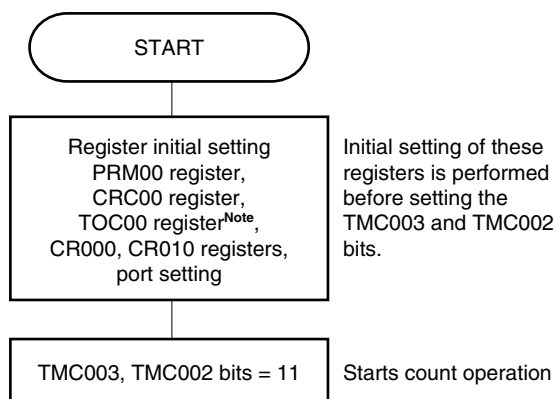 START
Register initial setting
PRM00 register,
CRC00 register,
TOC00 registerNote,
CR000, CR010 registers,
port setting
Initial setting of these
registers is performed
before setting the
TMC003 and TMC002
bits.
TMC003, TMC002 bits = 11
Starts count operation